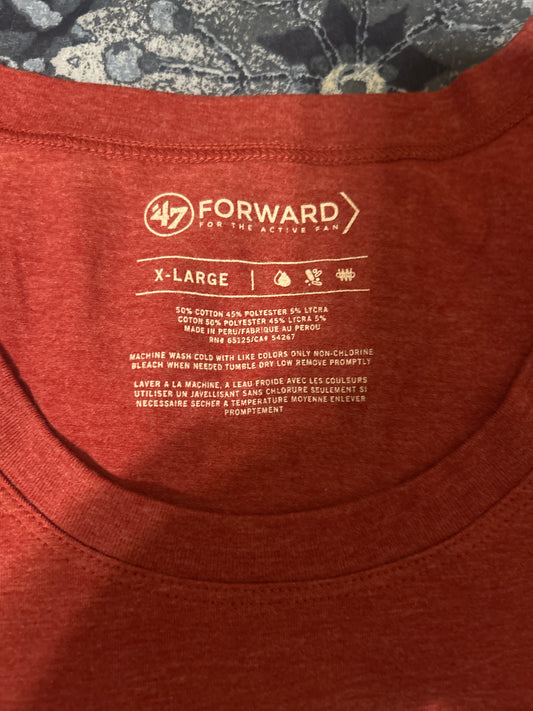 '47 FORWARD
FOR THE ACTIVE FAN
X-LARGE
50% COTTON 45% POLYESTER 5% LYCRA
COTON 50% POLYESTER 45% LYCRA 5%
MADE IN PERU/FABRIQUE AU PEROU
RN# 65125/CA# 54267
MACHINE WASH COLD WITH LIKE COLORS ONLY NON-CHLORINE
BLEACH WHEN NEEDED TUMBLE DRY LOW REMOVE PROMPTLY
LAVER A LA MACHINE, A LEAU FROIDE AVEC LES COULEURS
UTILISER UN JAVELLISANT SANS CHLORURE SEULEMENT SI
NECESSAIRE SECHER A TEMPERATURE MOYENNE ENLEVER
PROMPTEMENT